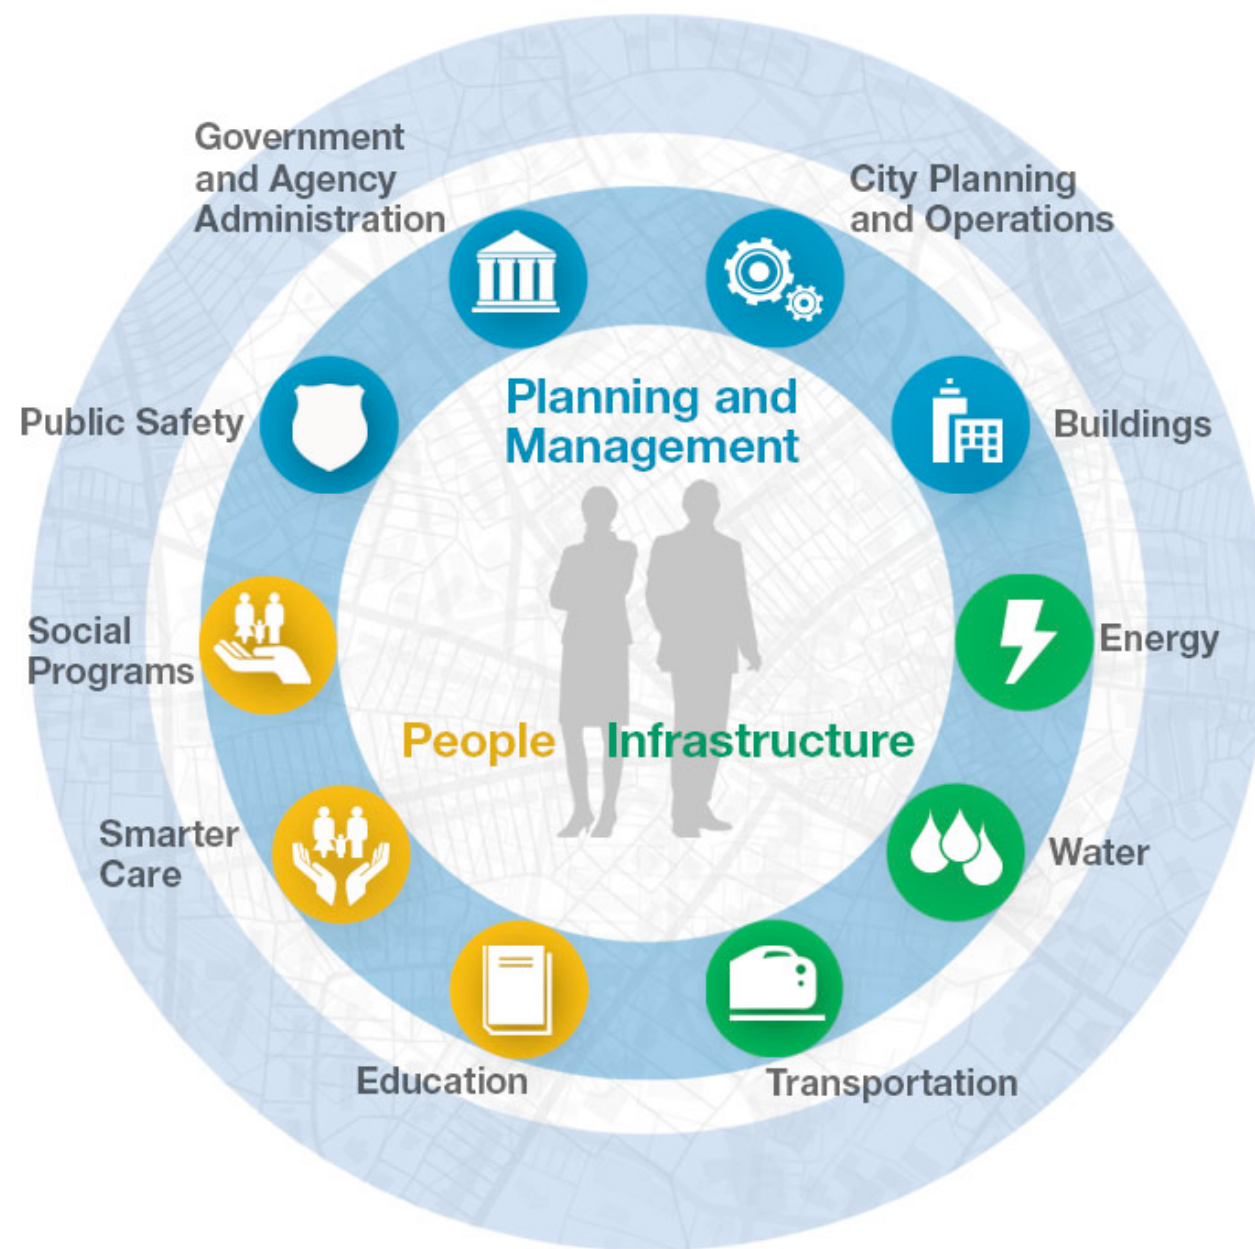 Government
and Agency
Administration
City Planning
and Operations
Public Safety
Planning and
Management
Buildings
Social
Programs
Energy
People
Infrastructure
Smarter
Care
Water
Education
Transportation